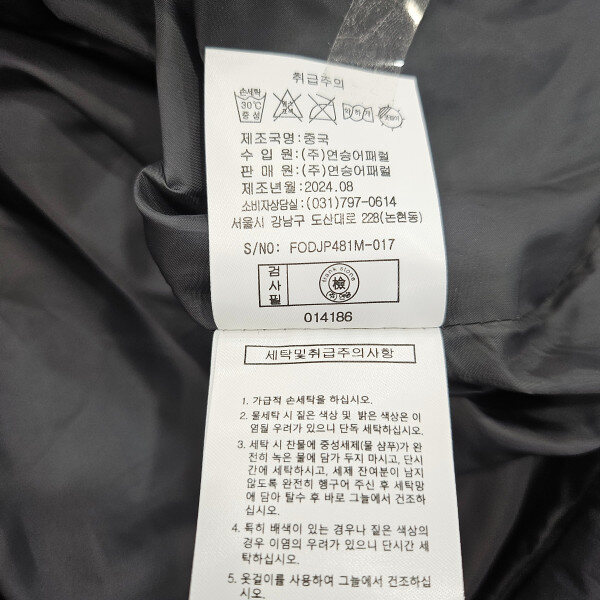 취급주의
손세탁
30℃
중성
염소
표백
약하게
옷걸이
제조국명:중국
수 입 원:(주)연승어패럴
판 매 원:(주)연승어패럴
제조년월:2024.08
소비자상담실:(031)797-0614
서울시 강남구 도산대로 228(논현동)
S/NO: FODJP481M-017
검사필
檢
014186
세탁및취급주의사항
1. 가급적 손세탁을 하십시오.
2. 물세탁 시 짙은 색상 및 밝은 색상은 이
염월 우려가 있으니 단독 세탁하십시오.
3. 세탁 시 찬물에 중성세제(물 샴푸)가 완
전히 녹은 물에 담가 두지 마시고, 단시
간에 세탁하시고, 세제 잔여분이 남지
않도록 완전히 행구어 주신 후 세탁망
에 담아 탈수 후 바로 그늘에서 건조하
십시오.
4. 특히 배색이 있는 경우나 짙은 색상의
경우 이염의 우려가 있으니 단시간 세
탁하십시오.
5. 옷걸이를 사용하여 그늘에서 건조하십